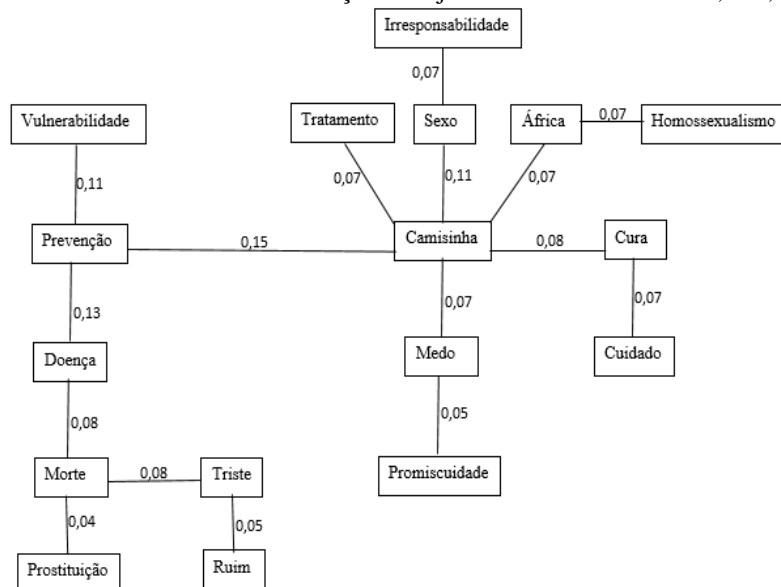 Irresponsabilidade
0,07
Vulnerabilidade
Tratamento
Sexo
África
0,07
Homossexualismo
0,11
0,07
0,11
0,07
Prevenção
0,15
Camisinha
0,08
Cura
0,13
0,07
0,07
Doença
Medo
Cuidado
0,08
0,05
Morte
0,08
Triste
Promiscuidade
0,04
0,05
Prostituição
Ruim